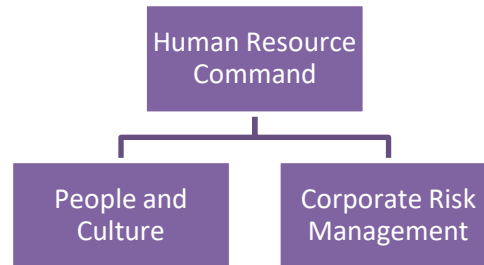 Human Resource
Command
People and
Culture
Corporate Risk
Management